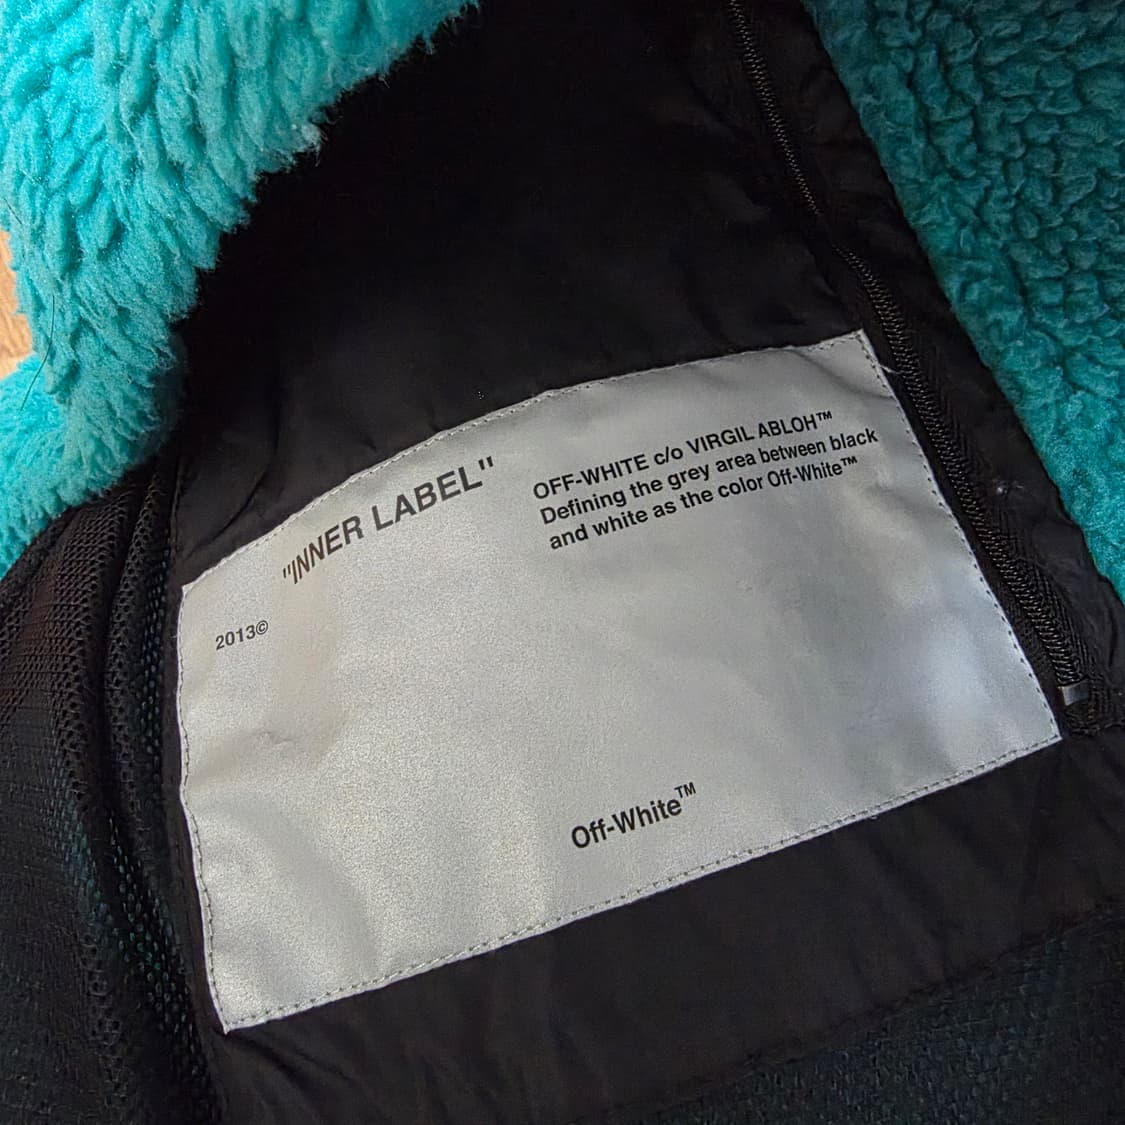 "INNER LABEL"
OFF-WHITE c/o VIRGIL ABLOH™
Defining the grey area between black
and white as the color Off-White™
2013©
Off-White™